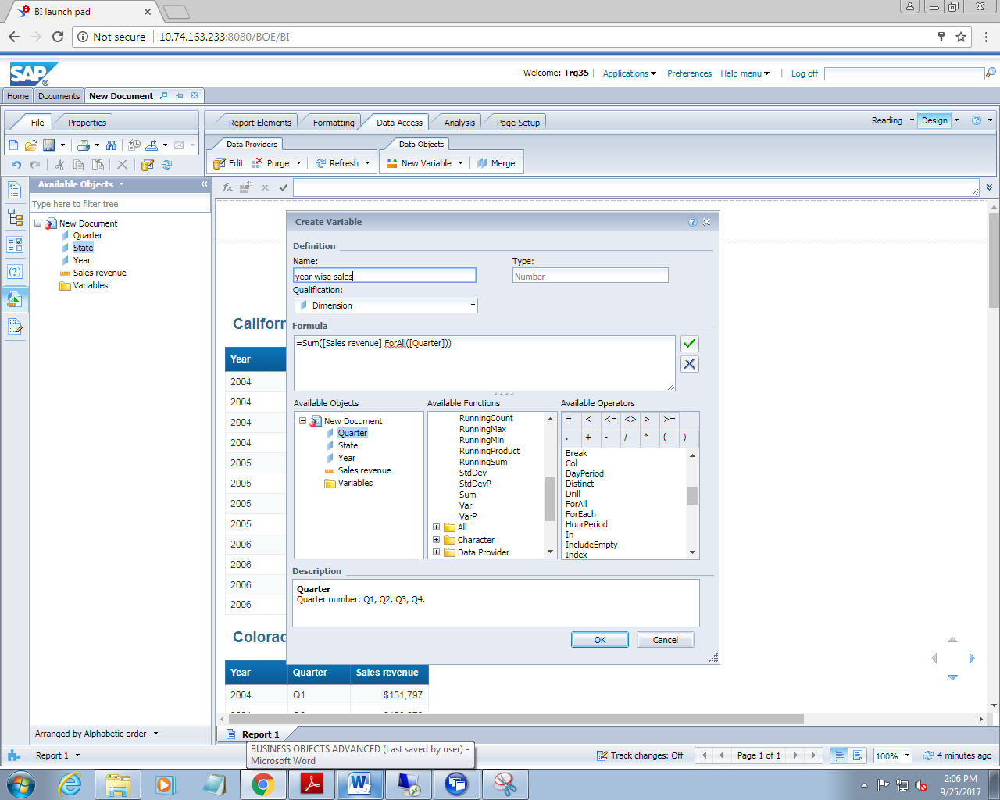 BI launch pad
Not secure | 10.74.163.233:8080/BOE/BI
SAP
Welcome: Trg35 | Applications Preferences Help menu | Log off
Home Documents New Document
File Properties
Report Elements Formatting Data Access Analysis Page Setup
Reading Design
Data Providers Data Objects
Edit Purge Refresh New Variable Merge
Available Objects
Type here to filter tree
New Document
Quarter
State
Year
Sales revenue
Variables
Create Variable
Definition
Name: Type:
year wise sales Number
Qualification:
Dimension
Formula
=Sum([Sales revenue] ForAll([Quarter]))
Available Objects Available Functions Available Operators
New Document
Quarter
State
Year
Sales revenue
Variables
RunningCount
RunningMax
RunningMin
RunningProduct
RunningSum
StdDev
StdDevP
Sum
Var
VarP
All
Character
Data Provider
= < <= <> > >=
. + - / * ( )
Break
Col
DayPeriod
Distinct
Drill
ForAll
ForEach
HourPeriod
In
IncludeEmpty
Index
Description
Quarter
Quarter number: Q1, Q2, Q3, Q4.
OK Cancel
Californ
Year
2004
2004
2004
2004
2005
2005
2005
2005
2006
2006
2006
2006
Colorad
Year Quarter Sales revenue
2004 Q1 $131,797
Arranged by Alphabetic order
Report 1
Report 1
BUSINESS OBJECTS ADVANCED (Last saved by user) -
Microsoft Word
Track changes: Off Page 1 of 1 100% 4 minutes ago
2:06 PM
9/25/2017